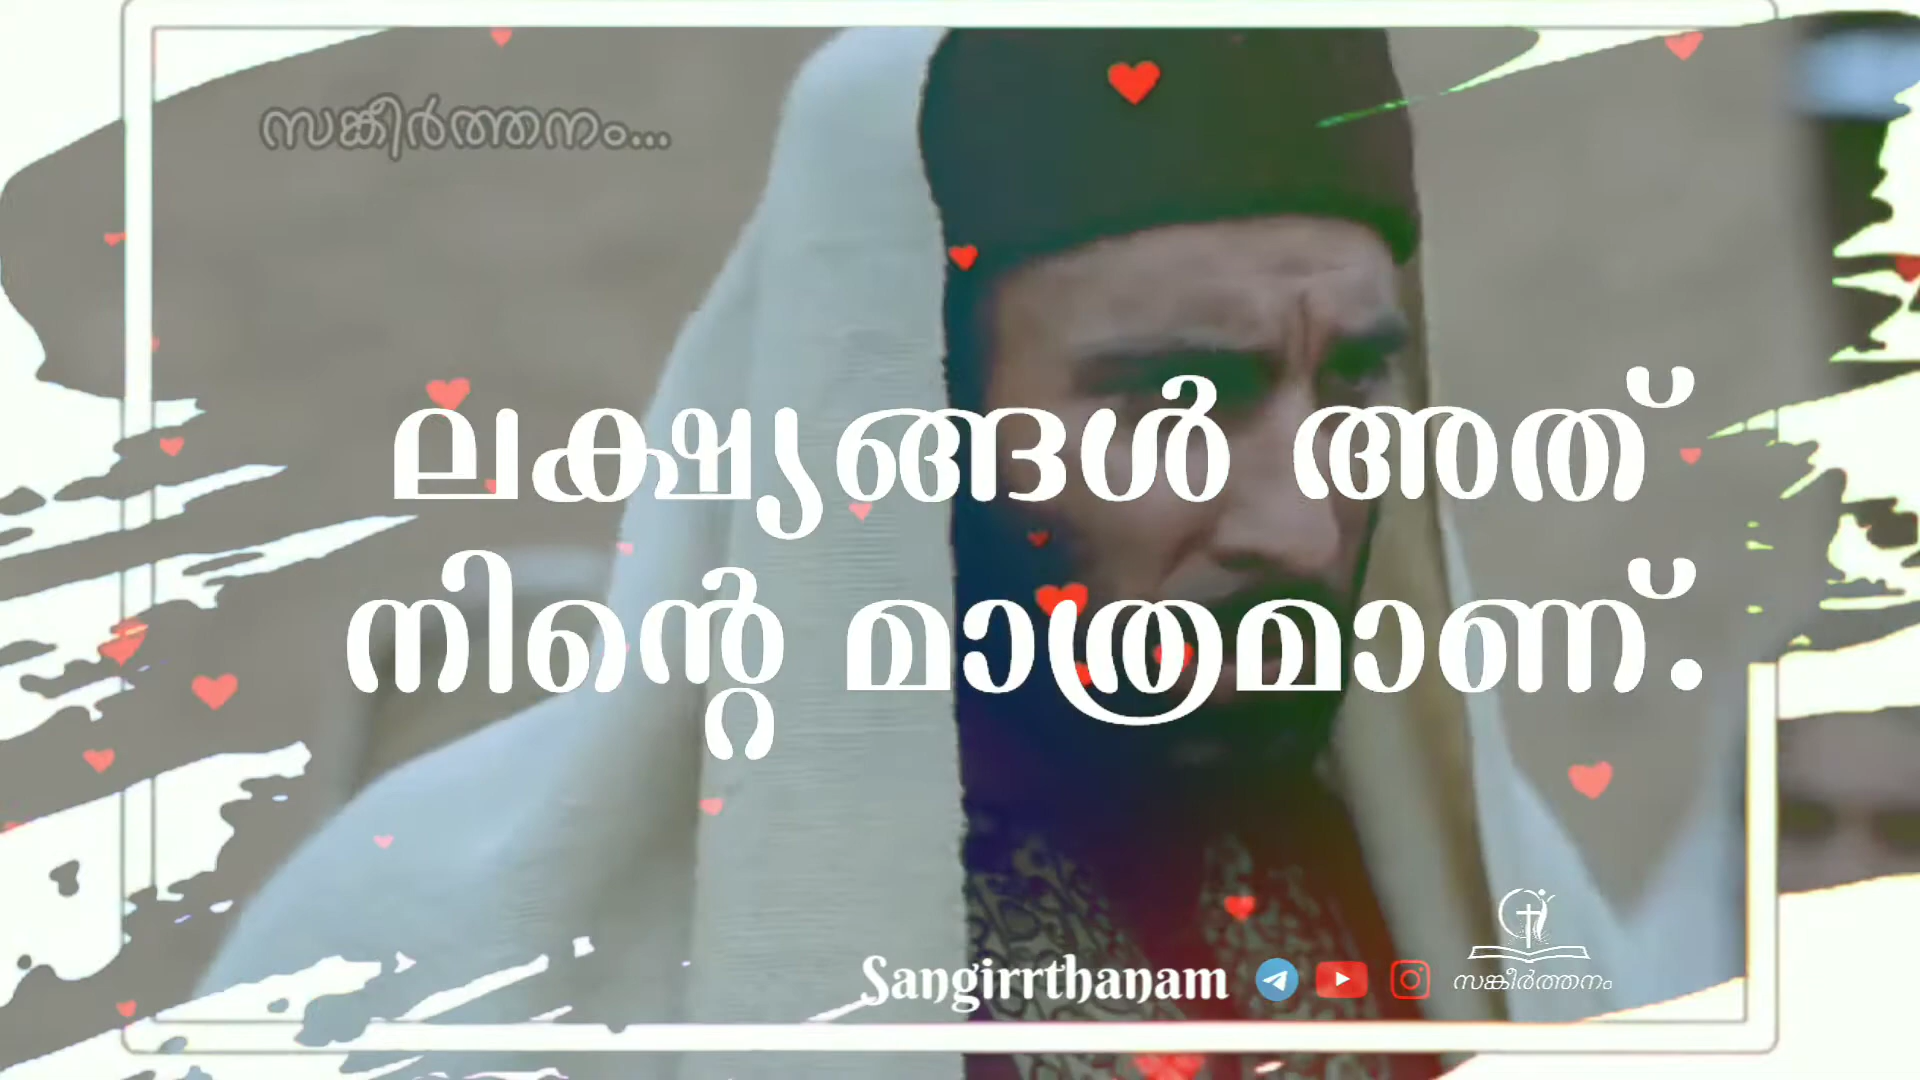 സങ്കീർത്തനം...
ലക്ഷ്യങ്ങൾ അത്
നിന്റെ മാത്രമാണ്.
Sangirrthanam
സങ്കീർത്തനം